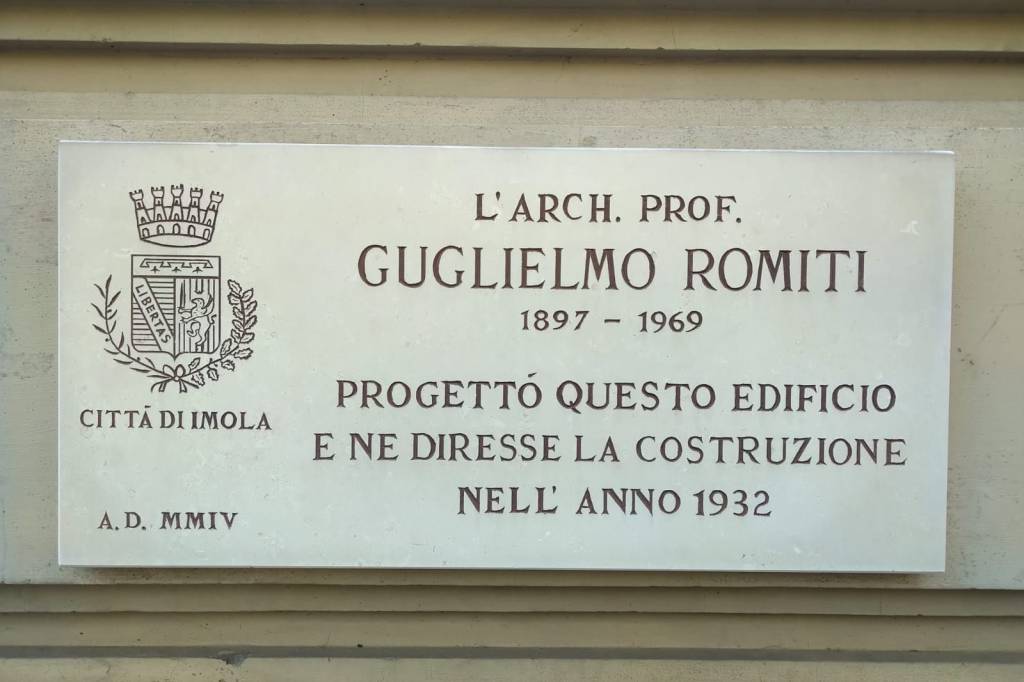 L'ARCH. PROF.
GUGLIELMO ROMITI
1897 – 1969
PROGETTÓ QUESTO EDIFICIO
E NE DIRESSE LA COSTRUZIONE
NELL' ANNO 1932
LIBERTAS
CITTÁ DI IMOLA
A.D. MMIV